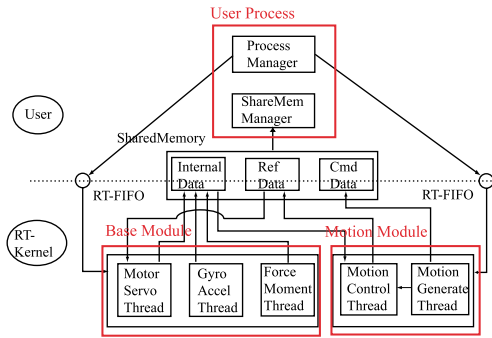 User Process
Process
Manager
ShareMem
Manager
User
SharedMemory
Internal
Data
Ref
Data
Cmd
Data
RT-FIFO
RT-FIFO
RT-
Kernel
Base Module
Motion Module
Motor
Servo
Thread
Gyro
Accel
Thread
Force
Moment
Thread
Motion
Control
Thread
Motion
Generate
Thread